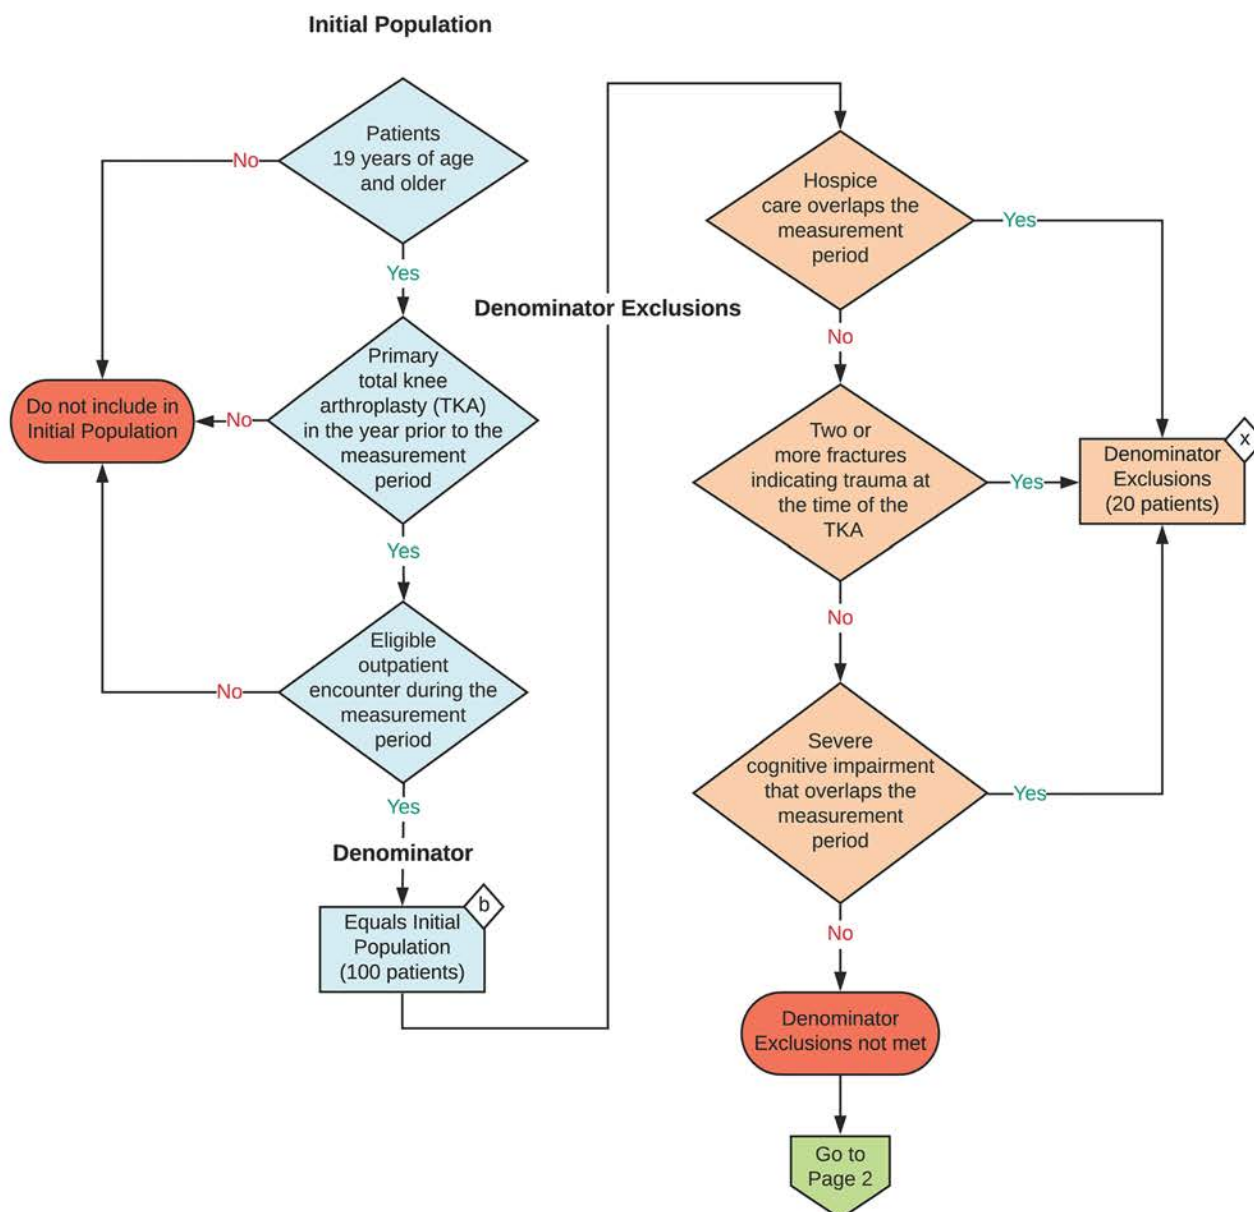 Initial Population
Patients
19 years of age
and older
No
Yes
Primary
total knee
arthroplasty (TKA)
in the year prior to the
measurement
period
No
Do not include in
Initial Population
Yes
Eligible
outpatient
encounter during the
measurement
period
No
Yes
Denominator
b
Equals Initial
Population
(100 patients)
Denominator Exclusions
Hospice
care overlaps the
measurement
period
Yes
No
Two or
more fractures
indicating trauma at
the time of the
TKA
Yes
x
Denominator
Exclusions
(20 patients)
No
Severe
cognitive impairment
that overlaps the
measurement
period
Yes
No
Denominator
Exclusions not met
Go to
Page 2